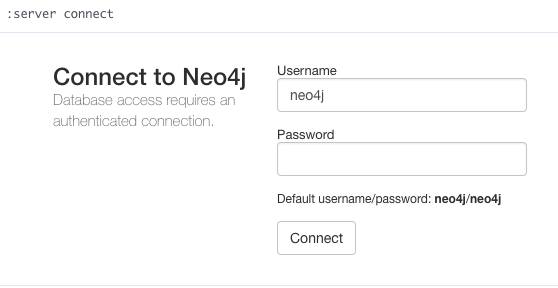 :server connect
Connect to Neo4j
Database access requires an
authenticated connection.
Username
neo4j
Password
Default username/password: neo4j/neo4j
Connect